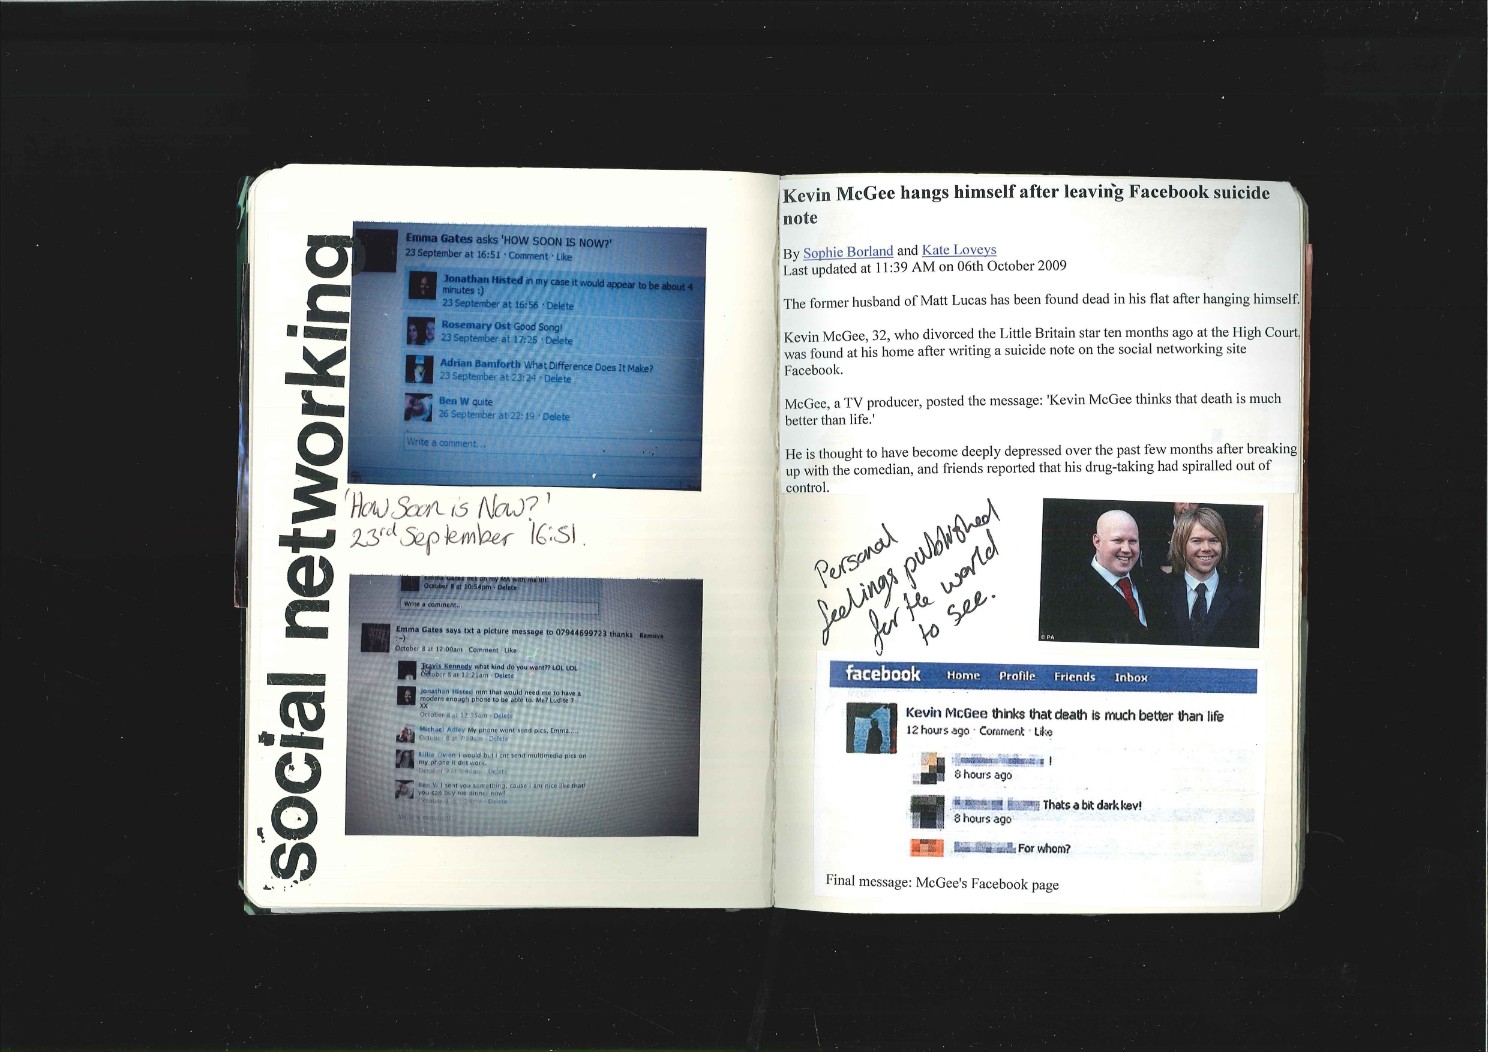 social networking
Emma Gates asks 'HOW SOON IS NOW?'
23 September at 16:51 · Comment · Like
Jonathan Histed in my case it would appear to be about 4
minutes :)
23 September at 16:56 · Delete
Rosemary Ost Good Song!
23 September at 17:25 · Delete
Adrian Bamforth What Difference Does It Make?
23 September at 23:24 · Delete
Ben W quite
26 September at 22:19 · Delete
Write a comment...
'How Soon is Now?'
23rd September 16:51.
October 8 at 10:54pm · Delete
Write a comment...
Emma Gates says txt a picture message to 07944699723 thanks Remove
:-)
October 8 at 12:00am · Comment · Like
Travis Kennedy what kind do you want?? LOL LOL
October 8 at 12:21am · Delete
Jonathan Histed mm that would need me to have a
modern enough phone to be able to. Me? Ludite ?
XX
October 8 at 12:35am · Delete
Michael Adley My phone wont send pics, Emma....
would but i cnt send multimedia pics on
my phone it dnt work.
Ben W I sent you something, cause I am nice like that!
you can buy me dinner now!
Kevin McGee hangs himself after leaving Facebook suicide
note
By Sophie Borland and Kate Loveys
Last updated at 11:39 AM on 06th October 2009
The former husband of Matt Lucas has been found dead in his flat after hanging himself.
Kevin McGee, 32, who divorced the Little Britain star ten months ago at the High Court,
was found at his home after writing a suicide note on the social networking site
Facebook.
McGee, a TV producer, posted the message: 'Kevin McGee thinks that death is much
better than life.'
He is thought to have become deeply depressed over the past few months after breaking
up with the comedian, and friends reported that his drug-taking had spiralled out of
control.
Personal
feelings published
for the world
to see.
© PA
facebook Home Profile Friends Inbox
Kevin McGee thinks that death is much better than life
12 hours ago · Comment · Like
!
8 hours ago
Thats a bit dark kev!
8 hours ago
For whom?
Final message: McGee's Facebook page